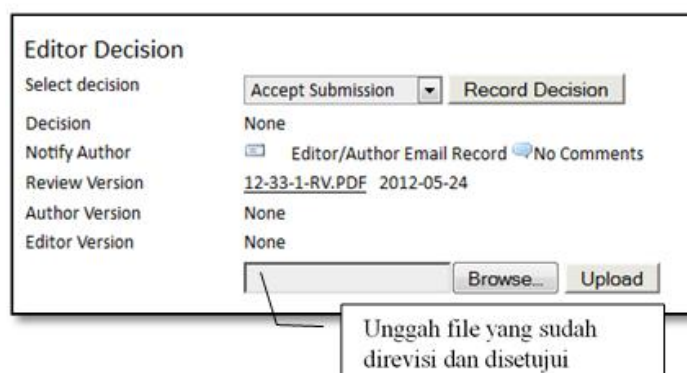 Editor Decision
Select decision Accept Submission Record Decision
Decision None
Notify Author Editor/Author Email Record No Comments
Review Version 12-33-1-RV.PDF 2012-05-24
Author Version None
Editor Version None
Browse... Upload
Unggah file yang sudah
direvisi dan disetujui